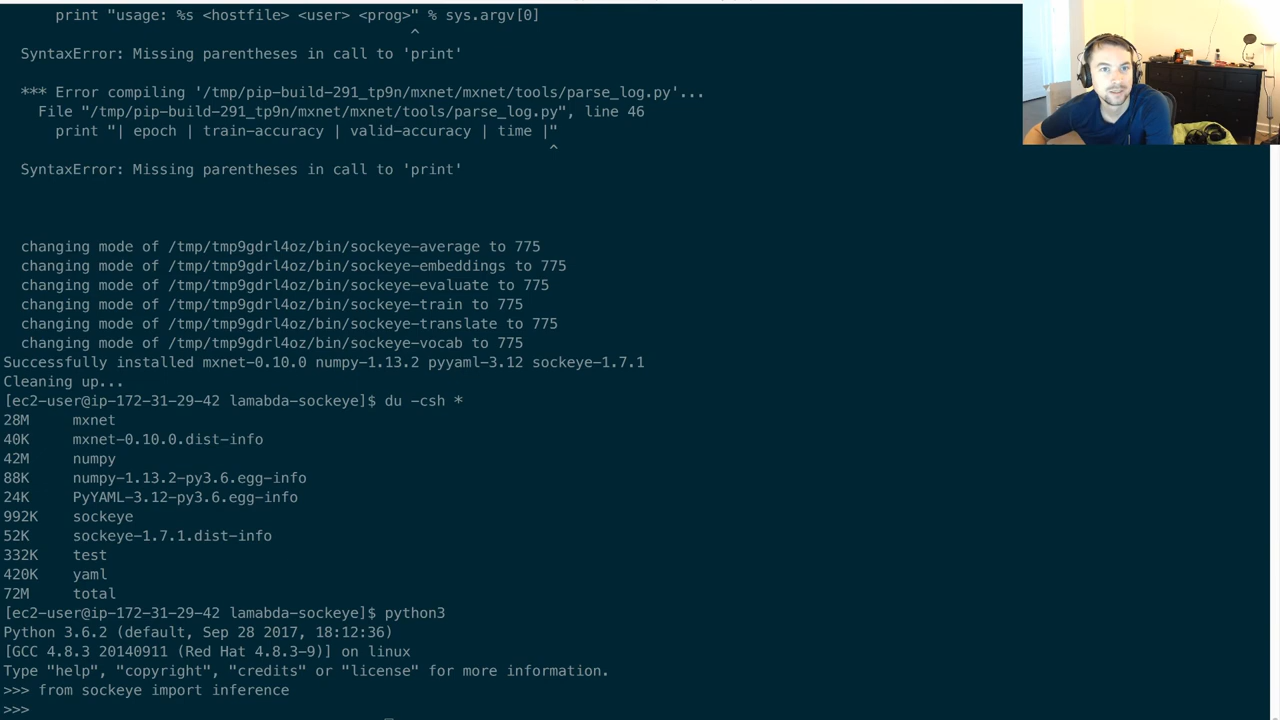 print "usage: %s <hostfile> <user> <prog>" % sys.argv[0]
^
SyntaxError: Missing parentheses in call to 'print'
*** Error compiling '/tmp/pip-build-291_tp9n/mxnet/mxnet/tools/parse_log.py'...
File "/tmp/pip-build-291_tp9n/mxnet/mxnet/tools/parse_log.py", line 46
print "| epoch | train-accuracy | valid-accuracy | time |"
^
SyntaxError: Missing parentheses in call to 'print'
changing mode of /tmp/tmp9gdrl4oz/bin/sockeye-average to 775
changing mode of /tmp/tmp9gdrl4oz/bin/sockeye-embeddings to 775
changing mode of /tmp/tmp9gdrl4oz/bin/sockeye-evaluate to 775
changing mode of /tmp/tmp9gdrl4oz/bin/sockeye-train to 775
changing mode of /tmp/tmp9gdrl4oz/bin/sockeye-translate to 775
changing mode of /tmp/tmp9gdrl4oz/bin/sockeye-vocab to 775
Successfully installed mxnet-0.10.0 numpy-1.13.2 pyyaml-3.12 sockeye-1.7.1
Cleaning up...
[ec2-user@ip-172-31-29-42 lamabda-sockeye]$ du -csh *
28M mxnet
40K mxnet-0.10.0.dist-info
42M numpy
88K numpy-1.13.2-py3.6.egg-info
24K PyYAML-3.12-py3.6.egg-info
992K sockeye
52K sockeye-1.7.1.dist-info
332K test
420K yaml
72M total
[ec2-user@ip-172-31-29-42 lamabda-sockeye]$ python3
Python 3.6.2 (default, Sep 28 2017, 18:12:36)
[GCC 4.8.3 20140911 (Red Hat 4.8.3-9)] on linux
Type "help", "copyright", "credits" or "license" for more information.
>>> from sockeye import inference
>>>